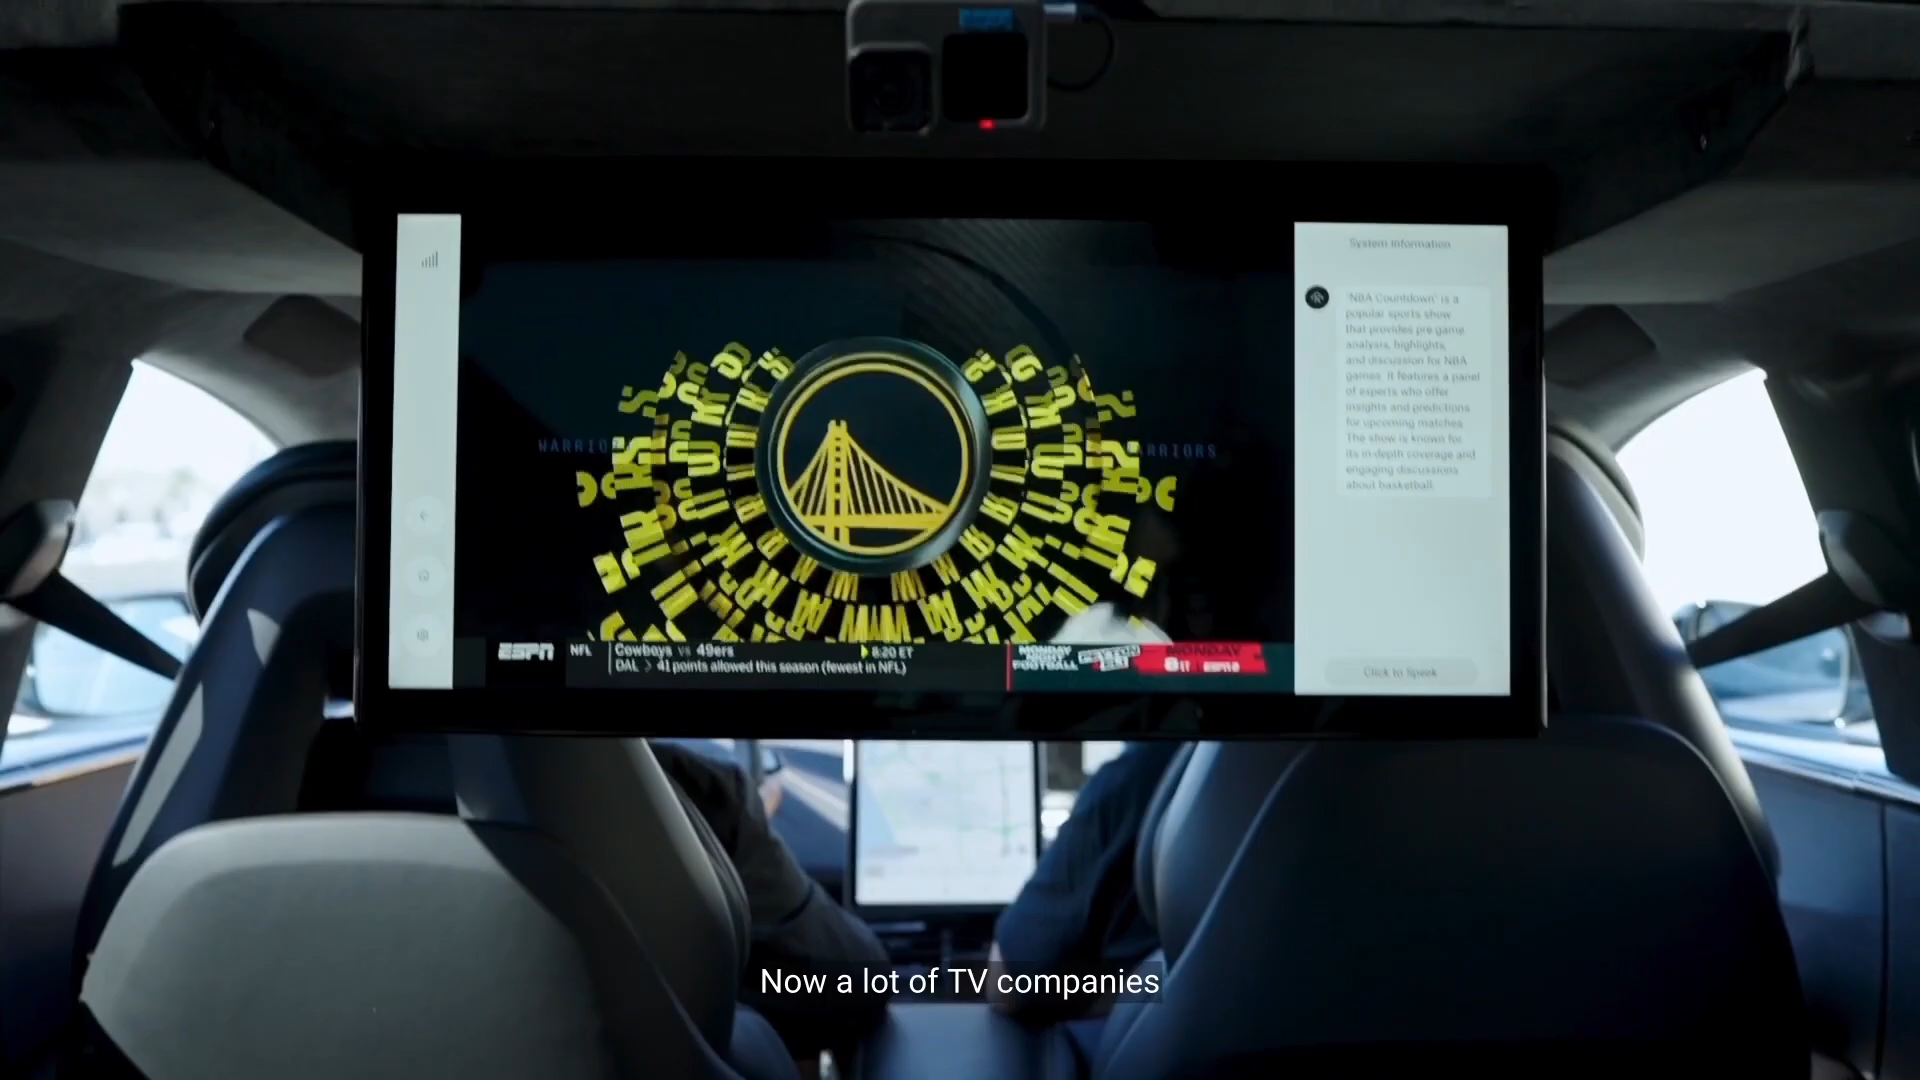 System Information
"NBA Countdown" is a
popular sports show
that provides pre-game
analysis, highlights,
and discussion for NBA
games. It features a panel
of experts who offer
insights and predictions
for upcoming matches.
The show is known for
its in-depth coverage and
engaging discussions
about basketball.
WARRIORS
ESPN
NFL
Cowboys vs 49ers
8:20 ET
DAL > 41 points allowed this season (fewest in NFL)
MONDAY
NIGHT
FOOTBALL
MONDAY
8 ET
Click to Speak
Now a lot of TV companies